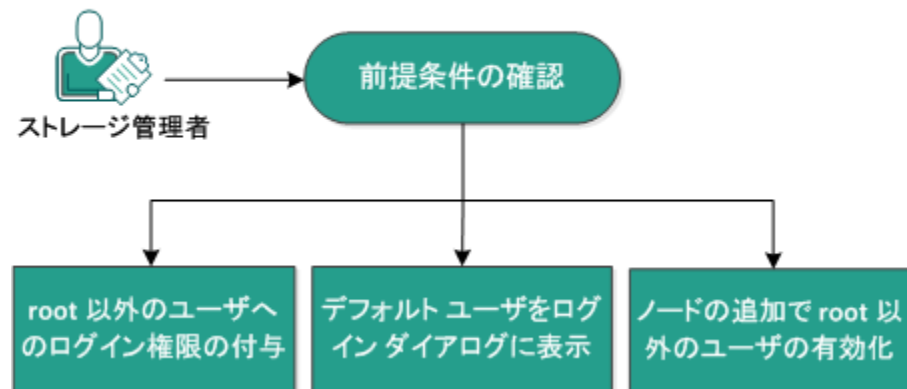 前提条件の確認
ストレージ管理者
root 以外のユーザへ
のログイン権限の付与
デフォルト ユーザをログ
イン ダイアログに表示
ノードの追加で root 以
外のユーザの有効化